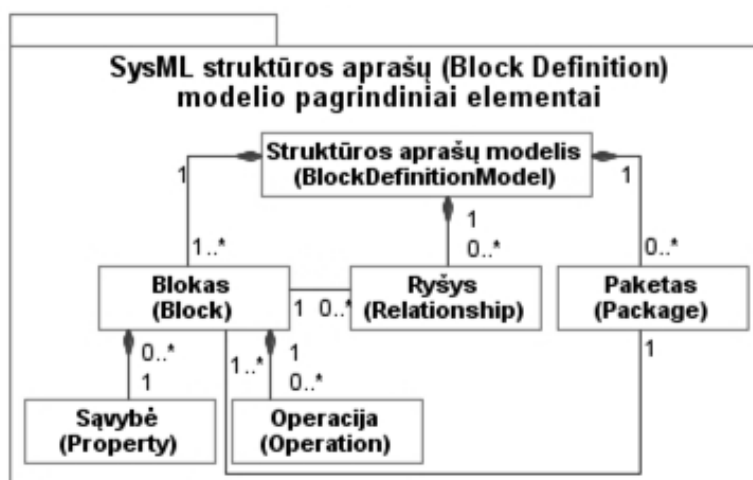 SysML struktūros aprašų (Block Definition)
modelio pagrindiniai elementai
Struktūros aprašų modelis
(BlockDefinitionModel)
1
1
1
1..*
0..*
0..*
Blokas
(Block)
1
0..*
Ryšys
(Relationship)
Paketas
(Package)
0..*
1
1..*
1
0..*
1
Sąvybė
(Property)
Operacija
(Operation)